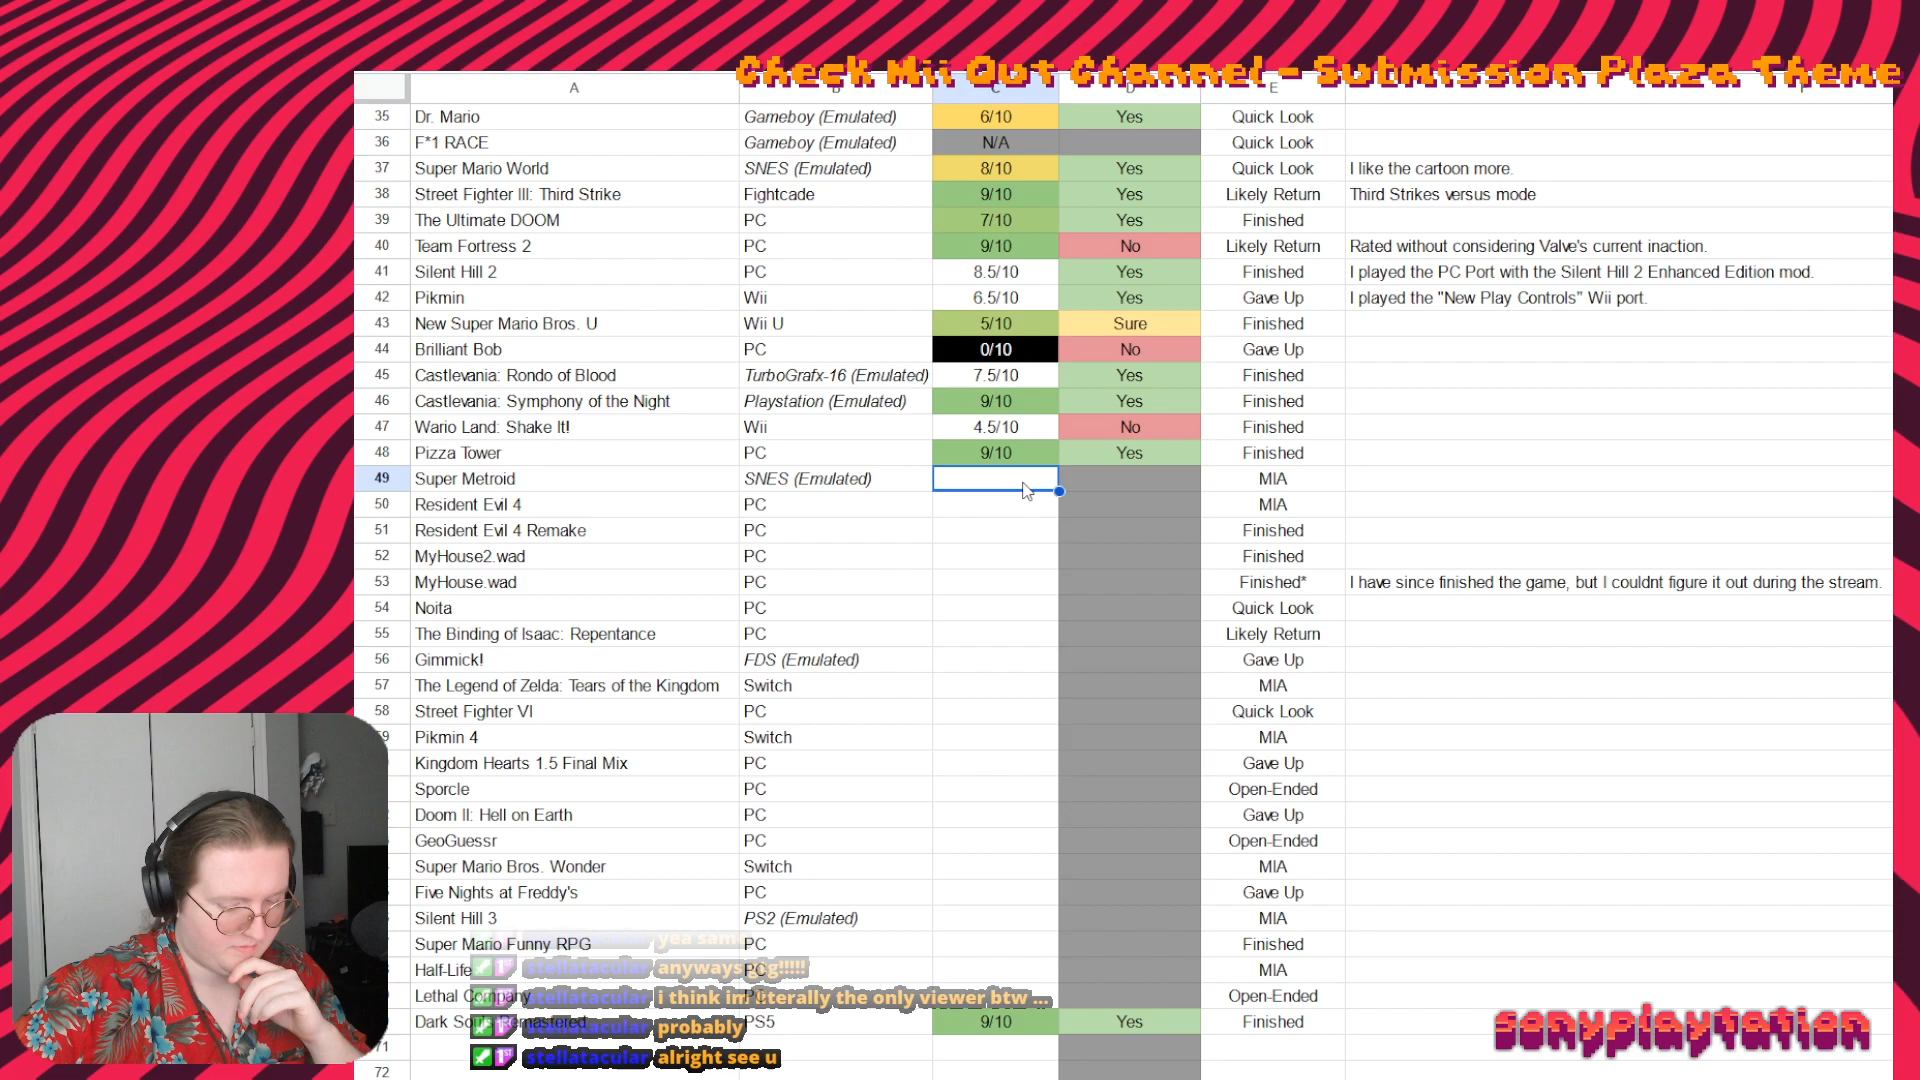 Check Mii Out Channel - Submission Plaza Theme
A B C D E F
35 Dr. Mario Gameboy (Emulated) 6/10 Yes Quick Look
36 F*1 RACE Gameboy (Emulated) N/A Quick Look
37 Super Mario World SNES (Emulated) 8/10 Yes Quick Look I like the cartoon more.
38 Street Fighter III: Third Strike Fightcade 9/10 Yes Likely Return Third Strikes versus mode
39 The Ultimate DOOM PC 7/10 Yes Finished
40 Team Fortress 2 PC 9/10 No Likely Return Rated without considering Valve's current inaction.
41 Silent Hill 2 PC 8.5/10 Yes Finished I played the PC Port with the Silent Hill 2 Enhanced Edition mod.
42 Pikmin Wii 6.5/10 Yes Gave Up I played the "New Play Controls" Wii port.
43 New Super Mario Bros. U Wii U 5/10 Sure Finished
44 Brilliant Bob PC 0/10 No Gave Up
45 Castlevania: Rondo of Blood TurboGrafx-16 (Emulated) 7.5/10 Yes Finished
46 Castlevania: Symphony of the Night Playstation (Emulated) 9/10 Yes Finished
47 Wario Land: Shake It! Wii 4.5/10 No Finished
48 Pizza Tower PC 9/10 Yes Finished
49 Super Metroid SNES (Emulated) MIA
50 Resident Evil 4 PC MIA
51 Resident Evil 4 Remake PC Finished
52 MyHouse2.wad PC Finished
53 MyHouse.wad PC Finished* I have since finished the game, but I couldnt figure it out during the stream.
54 Noita PC Quick Look
55 The Binding of Isaac: Repentance PC Likely Return
56 Gimmick! FDS (Emulated) Gave Up
57 The Legend of Zelda: Tears of the Kingdom Switch MIA
58 Street Fighter VI PC Quick Look
59 Pikmin 4 Switch MIA
Kingdom Hearts 1.5 Final Mix PC Gave Up
Sporcle PC Open-Ended
Doom II: Hell on Earth PC Gave Up
GeoGuessr PC Open-Ended
Super Mario Bros. Wonder Switch MIA
Five Nights at Freddy's PC Gave Up
Silent Hill 3 PS2 (Emulated) MIA
stellatacular yea same
Super Mario Funny RPG PC Finished
Half-Life PC MIA
stellatacular anyways gtg!!!!!
Lethal Company PC Open-Ended
stellatacular i think im literally the only viewer btw ...
Dark Souls Remastered PS5 9/10 Yes Finished
stellatacular probably
71
stellatacular alright see u
72
sonyplaytation